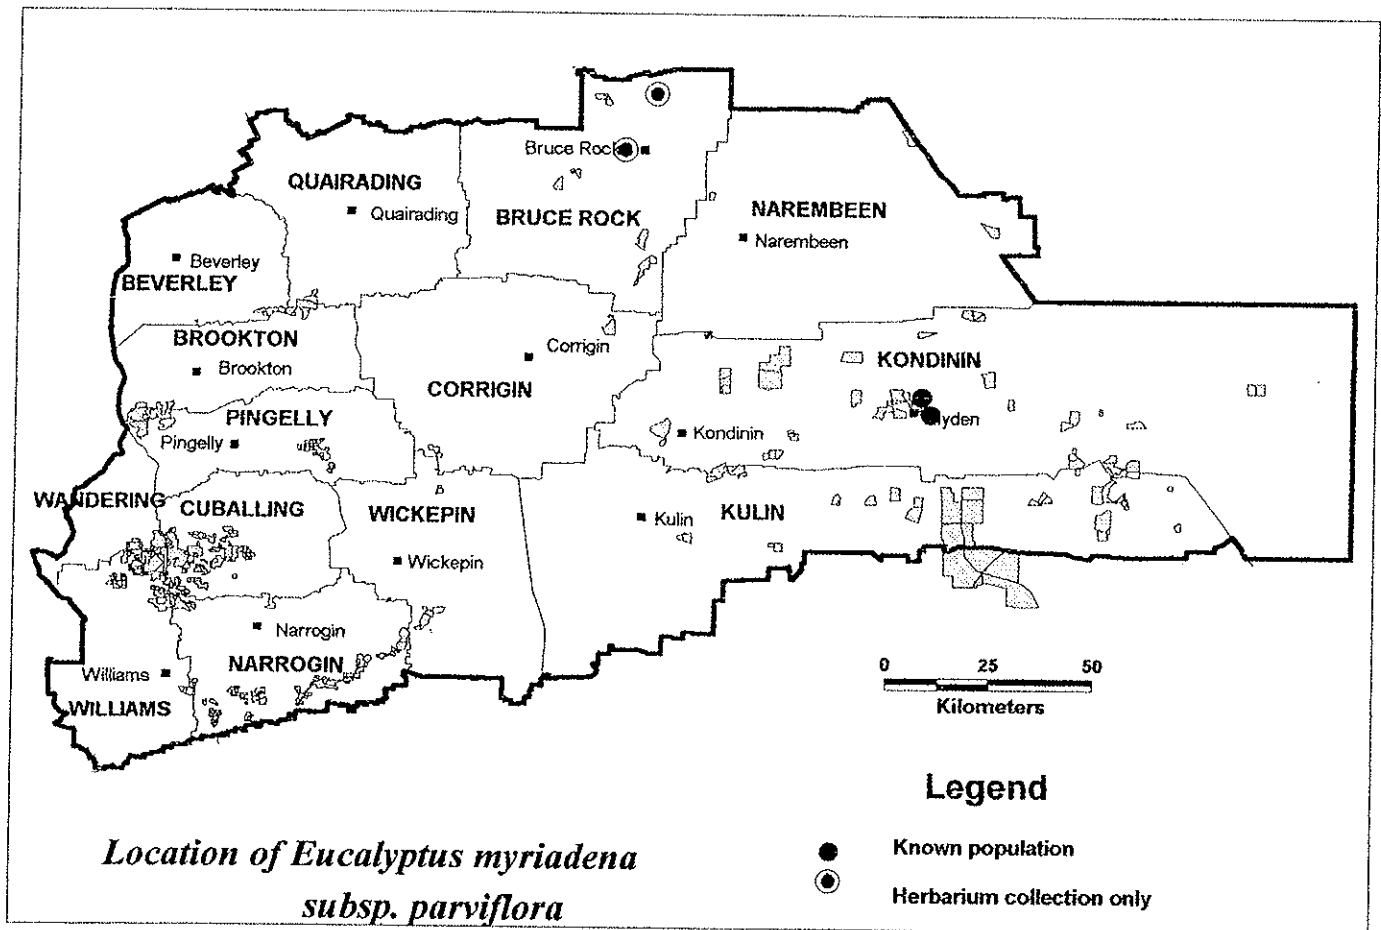 Bruce Rock
QUAIRADING
Quairading
BRUCE ROCK
NAREMBEEN
Narembeen
Beverley
BEVERLEY
BROOKTON
Brookton
Corrigin
CORRIGIN
KONDININ
Hyden
PINGELLY
Pingelly
Kondinin
WANDERING
CUBALLING
WICKEPIN
Wickepin
Kulin
KULIN
Narrogin
NARROGIN
Williams
WILLIAMS
0 25 50
Kilometers
Legend
Known population
Herbarium collection only
Location of Eucalyptus myriadena
subsp. parviflora